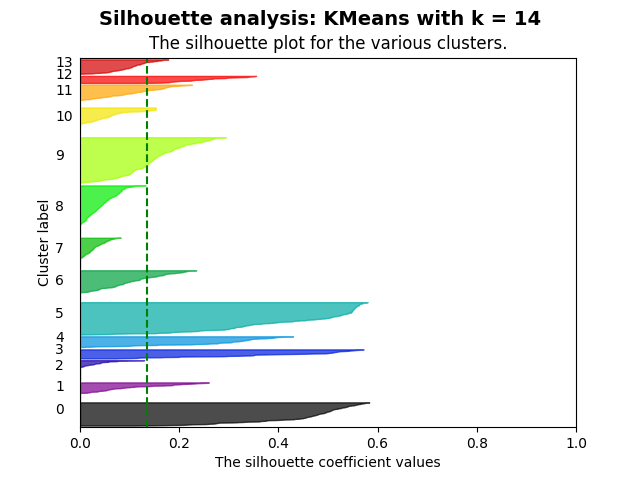 Silhouette analysis: KMeans with k = 14
The silhouette plot for the various clusters.
13
12
11
10
9
8
7
6
5
4
3
2
1
0
Cluster label
0.0 0.2 0.4 0.6 0.8 1.0
The silhouette coefficient values